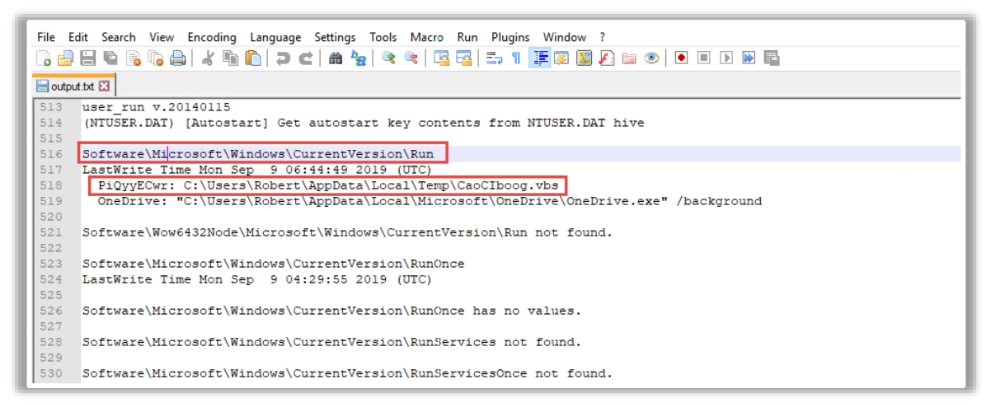 File Edit Search View Encoding Language Settings Tools Macro Run Plugins Window ?
output.txt
513 user_run v.20140115
514 (NTUSER.DAT) [Autostart] Get autostart key contents from NTUSER.DAT hive
515
516 Software\Microsoft\Windows\CurrentVersion\Run
517 LastWrite Time Mon Sep  9 06:44:49 2019 (UTC)
518   PiQyyECwr: C:\Users\Robert\AppData\Local\Temp\CaoCIboog.vbs
519   OneDrive: "C:\Users\Robert\AppData\Local\Microsoft\OneDrive\OneDrive.exe" /background
520
521 Software\Wow6432Node\Microsoft\Windows\CurrentVersion\Run not found.
522
523 Software\Microsoft\Windows\CurrentVersion\RunOnce
524 LastWrite Time Mon Sep  9 04:29:55 2019 (UTC)
525
526 Software\Microsoft\Windows\CurrentVersion\RunOnce has no values.
527
528 Software\Microsoft\Windows\CurrentVersion\RunServices not found.
529
530 Software\Microsoft\Windows\CurrentVersion\RunServicesOnce not found.